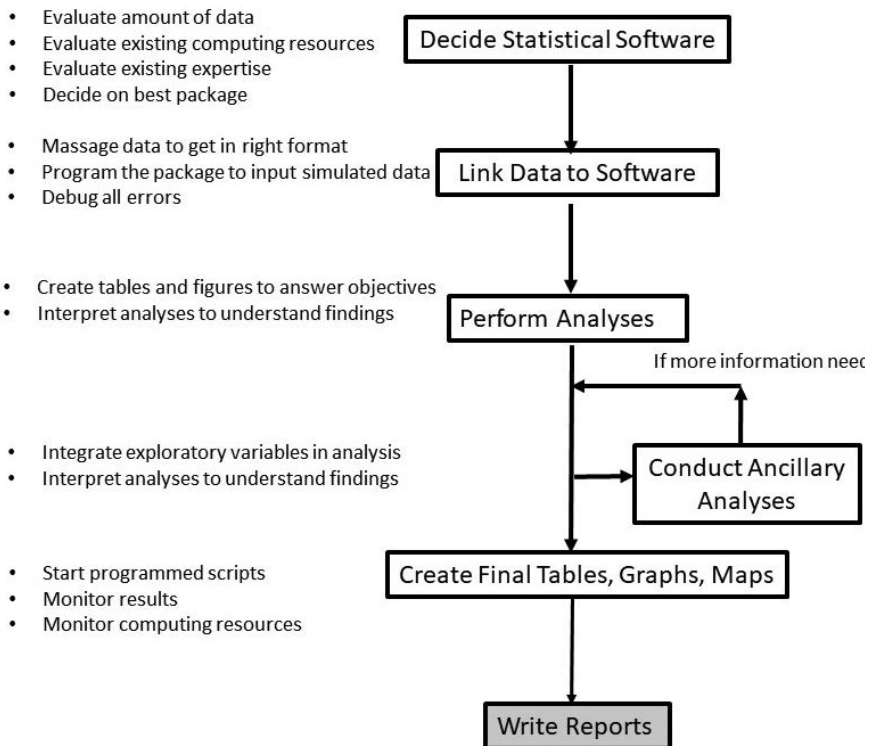 • Evaluate amount of data
• Evaluate existing computing resources
• Evaluate existing expertise
• Decide on best package
Decide Statistical Software
• Massage data to get in right format
• Program the package to input simulated data
• Debug all errors
Link Data to Software
• Create tables and figures to answer objectives
• Interpret analyses to understand findings
Perform Analyses
If more information need
• Integrate exploratory variables in analysis
• Interpret analyses to understand findings
Conduct Ancillary
Analyses
• Start programmed scripts
• Monitor results
• Monitor computing resources
Create Final Tables, Graphs, Maps
Write Reports